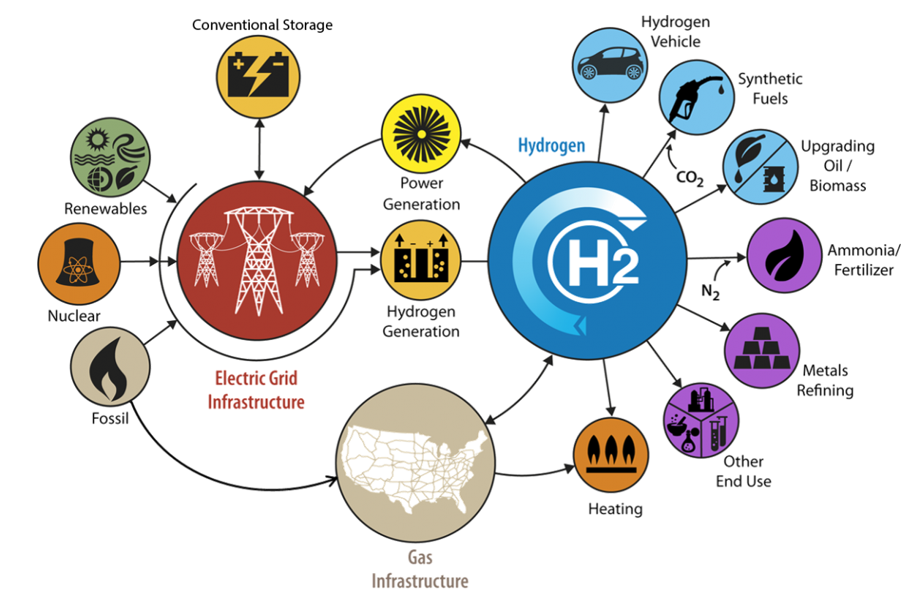 Conventional Storage
Hydrogen
Vehicle
Synthetic
Fuels
Hydrogen
Upgrading
Oil /
Biomass
CO2
Renewables
Power
Generation
H2
Ammonia/
Fertilizer
N2
Nuclear
+ -
- +
Hydrogen
Generation
Electric Grid
Infrastructure
Metals
Refining
Fossil
Other
End Use
Heating
Gas
Infrastructure